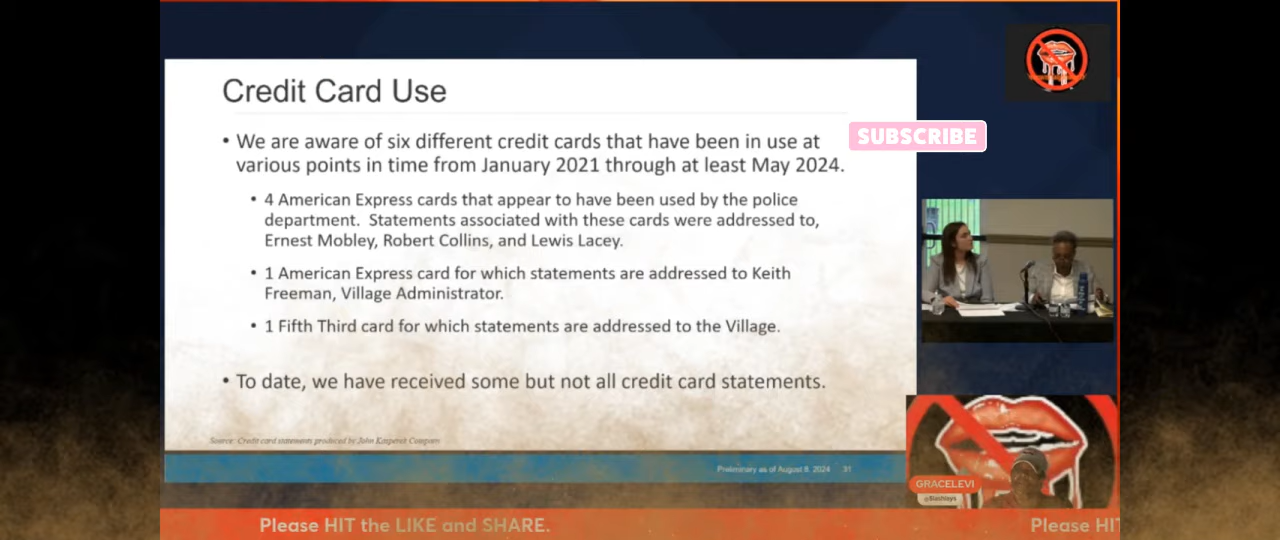 Credit Card Use
• We are aware of six different credit cards that have been in use at
various points in time from January 2021 through at least May 2024.
• 4 American Express cards that appear to have been used by the police
department. Statements associated with these cards were addressed to,
Ernest Mobley, Robert Collins, and Lewis Lacey.
• 1 American Express card for which statements are addressed to Keith
Freeman, Village Administrator.
• 1 Fifth Third card for which statements are addressed to the Village.
• To date, we have received some but not all credit card statements.
Source: Credit card statements produced by John Kasperek Company
Preliminary as of August 8, 2024 31
SUBSCRIBE
GRACELEVI
Please HIT the LIKE and SHARE.
Please HIT